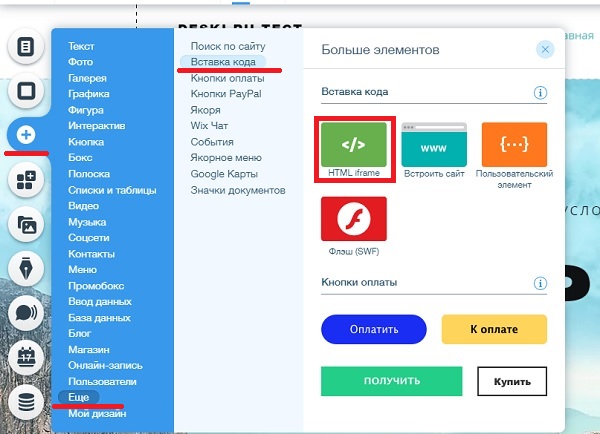 DESKI.RU ТЕСТ
авная
Текст
Фото
Галерея
Графика
Фигура
Интерактив
Кнопка
Бокс
Полоска
Списки и таблицы
Видео
Музыка
Соцсети
Контакты
Меню
Промобокс
Ввод данных
База данных
Блог
Магазин
Онлайн-запись
Пользователи
Еще
Мой дизайн
Поиск по сайту
Вставка кода
Кнопки оплаты
Кнопки PayPal
Якоря
Wix Чат
События
Якорное меню
Google Карты
Значки документов
Больше элементов
Вставка кода
</>
www
{···}
HTML iframe
Встроить сайт
Пользовательский
элемент
Флэш (SWF)
Кнопки оплаты
Оплатить
К оплате
ПОЛУЧИТЬ
Купить
УСЛО
Р
17